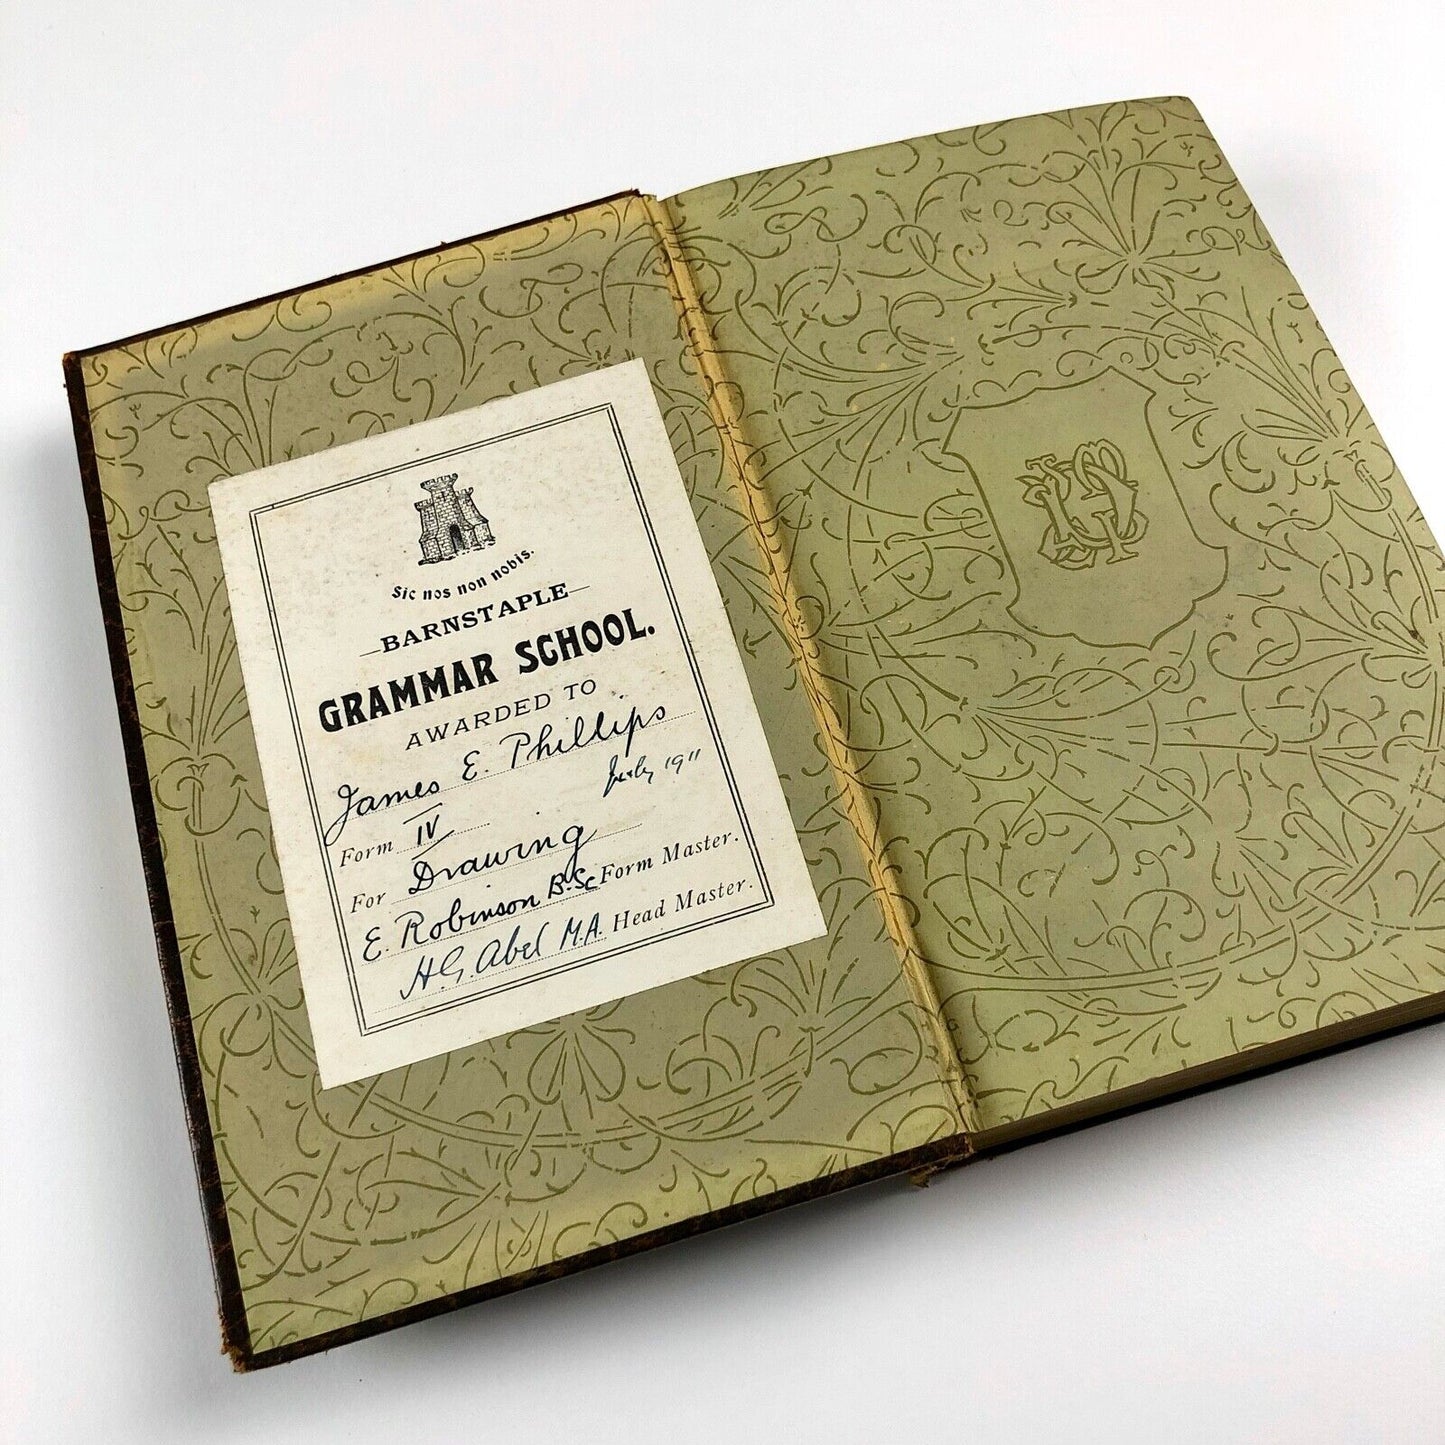 Sic nos non nobis.
BARNSTAPLE
GRAMMAR SCHOOL.
AWARDED TO
James E. Phillips
July 1911
Form IV
For Drawing
E. Robinson B.Sc Form Master.
H.G. Abel M.A. Head Master.